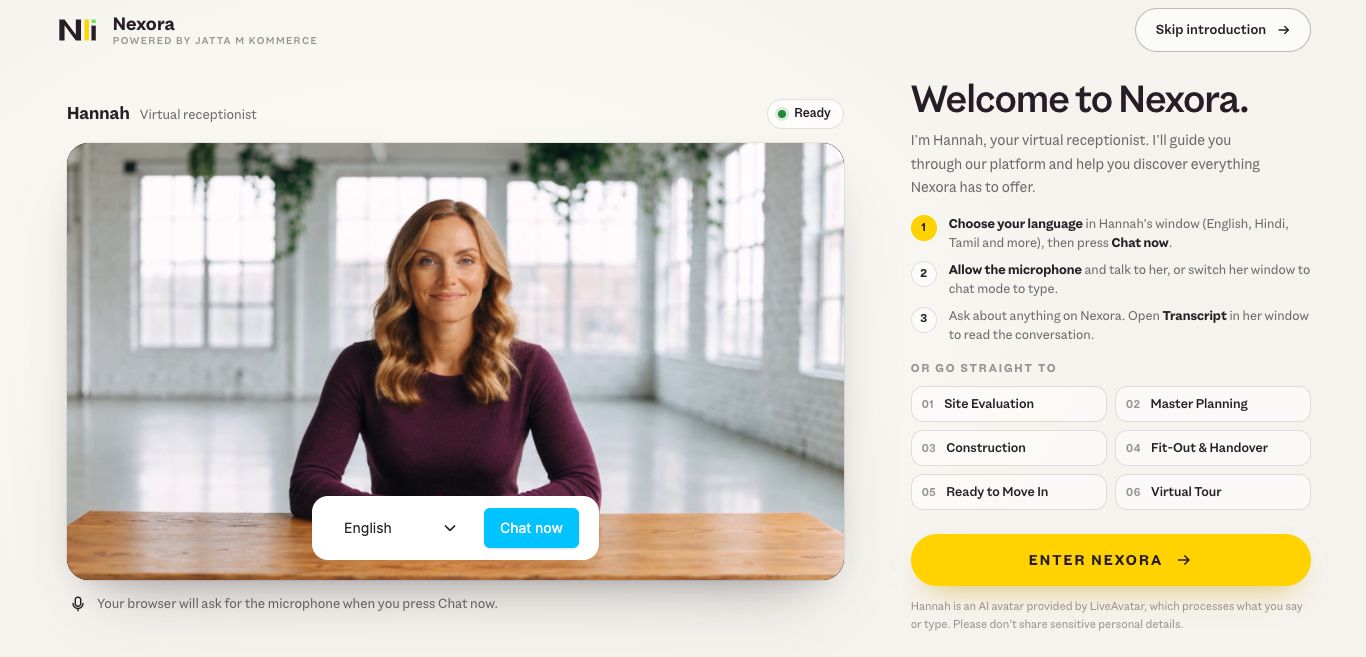 Nexora
POWERED BY JATTA M KOMMERCE
Skip introduction
Hannah Virtual receptionist
Ready
English
Chat now
Your browser will ask for the microphone when you press Chat now.
Welcome to Nexora.
I'm Hannah, your virtual receptionist. I'll guide you
through our platform and help you discover everything
Nexora has to offer.
1 Choose your language in Hannah's window (English, Hindi,
Tamil and more), then press Chat now.
2 Allow the microphone and talk to her, or switch her window to
chat mode to type.
3 Ask about anything on Nexora. Open Transcript in her window
to read the conversation.
OR GO STRAIGHT TO
01 Site Evaluation
02 Master Planning
03 Construction
04 Fit-Out & Handover
05 Ready to Move In
06 Virtual Tour
ENTER NEXORA
Hannah is an AI avatar provided by LiveAvatar, which processes what you say
or type. Please don't share sensitive personal details.